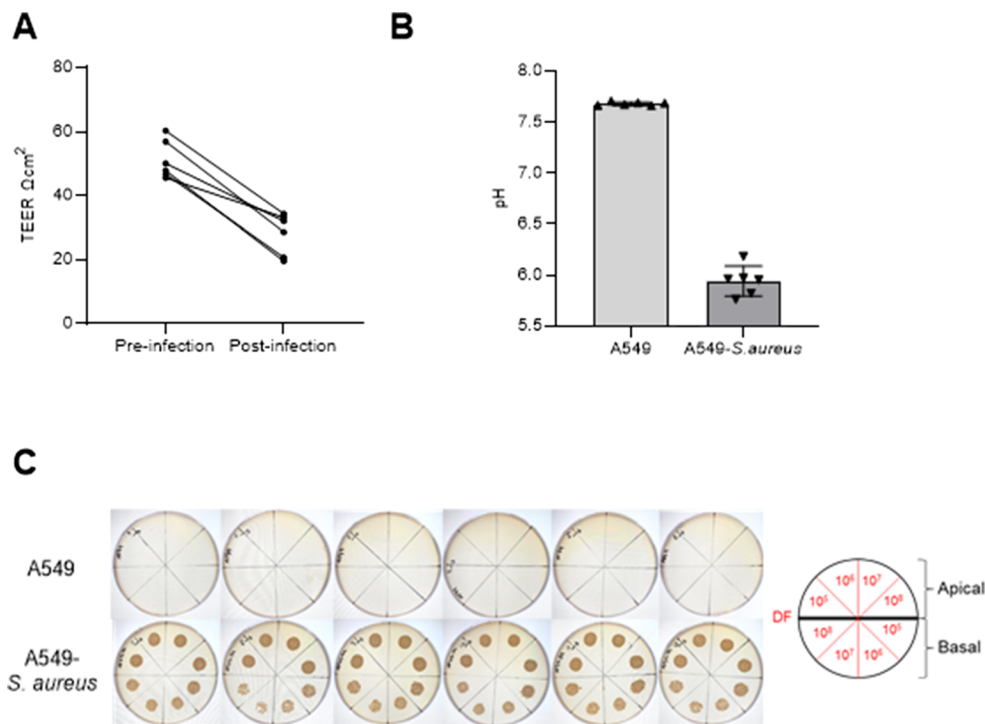 A
80
60
40
20
0
TEER Ωcm²
Pre-infection
Post-infection
B
8.0
7.5
7.0
6.5
6.0
5.5
pH
A549
A549-S.aureus
C
A549
A549-
S. aureus
DF
10⁵
10⁶
10⁷
10⁸
Apical
10⁸
10⁷
10⁶
10⁵
Basal